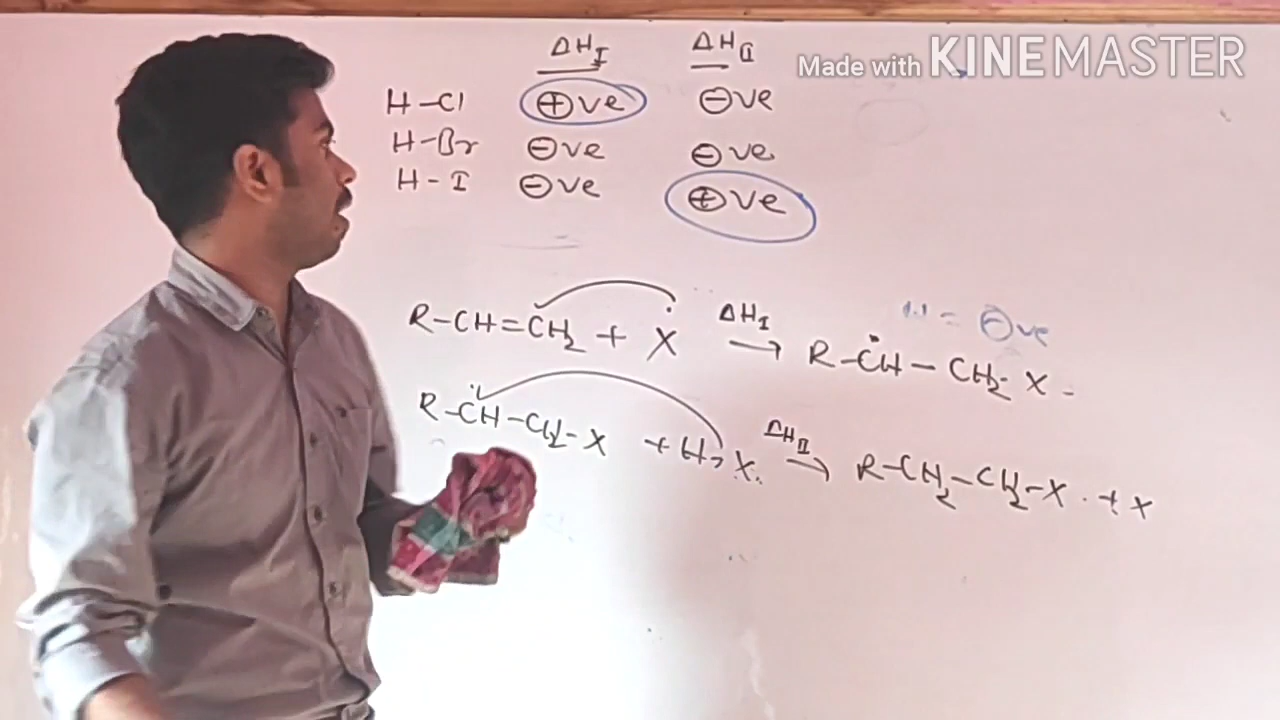 ΔH_I ΔH_II
Made with KINEMASTER
H-Cl ⊕ve ⊖ve
H-Br ⊖ve ⊖ve
H-I ⊖ve ⊕ve
R-CH=CH₂ + Ẋ ΔH_I → R-ĊH-CH₂-X
= ⊖ve
R-ĊH-CH₂-X + H-X ΔH_II → R-CH₂-CH₂-X + X